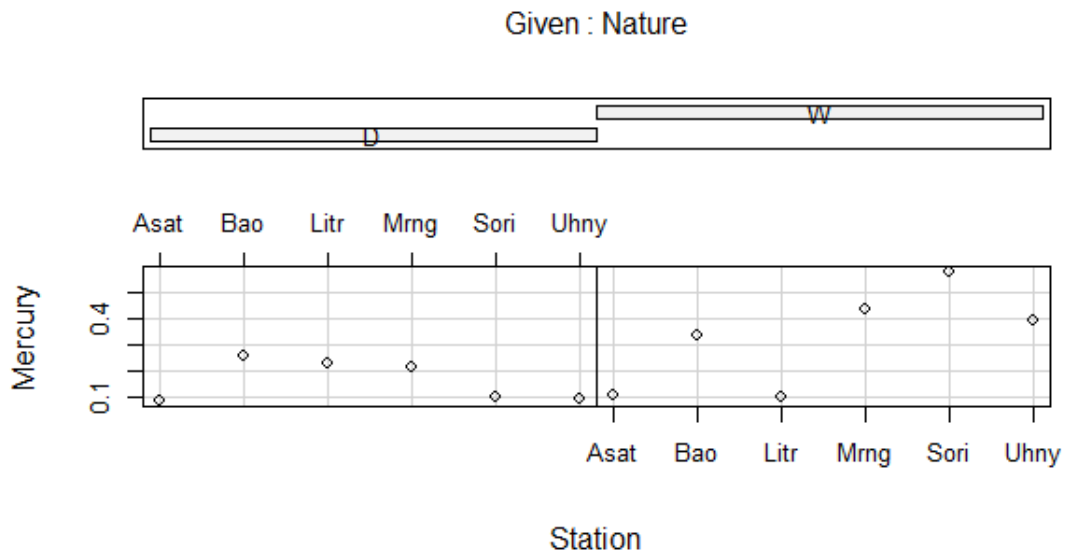 Given : Nature
W
D
Asat Bao Litr Mrng Sori Uhny
Mercury
0.4
0.1
Asat Bao Litr Mrng Sori Uhny
Station